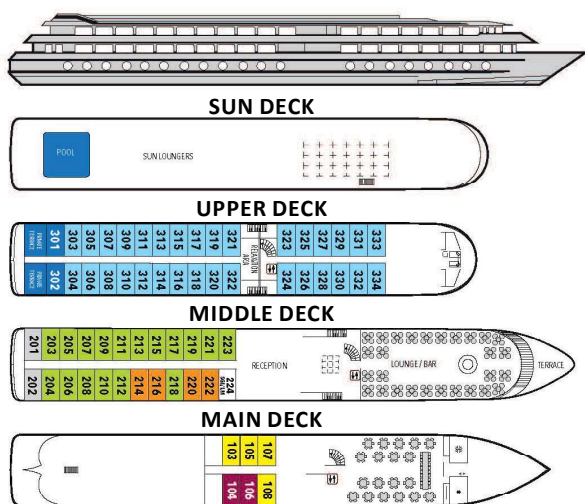 SUN DECK
POOL
SUN LOUNGERS
UPPER DECK
301 303 305 307 309 311 313 315 317 319 321 323 325 327 329 331 333
RELAXATION
AREA
302 304 306 308 310 312 314 316 318 320 322 324 326 328 330 332 334
MIDDLE DECK
201 203 205 207 209 211 213 215 217 219 221 223
RECEPTION
LOUNGE / BAR
TERRACE
202 204 206 208 210 212 214 216 218 220 222 224
MAIN DECK
103 105 107
104 106 108